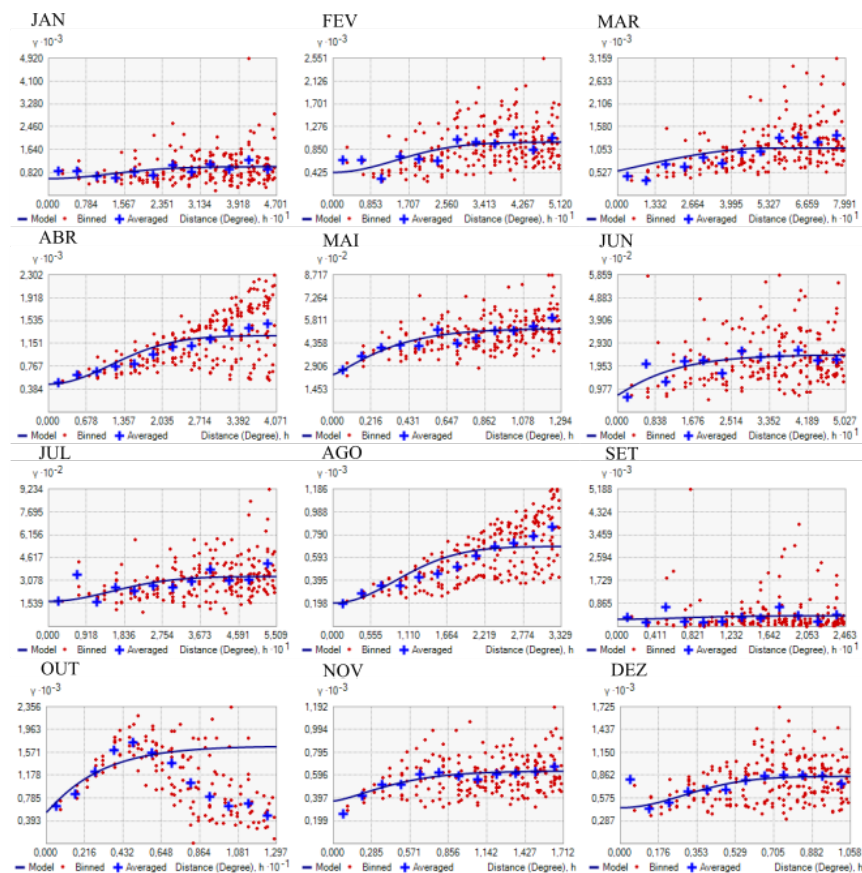 JAN
γ ·10⁻³
4,920
4,100
3,280
2,460
1,640
0,820
0,000 0,784 1,567 2,351 3,134 3,918 4,701
Model Binned Averaged Distance (Degree), h ·10¹
FEV
γ ·10⁻³
2,551
2,126
1,701
1,276
0,850
0,425
0,000 0,853 1,707 2,560 3,413 4,267 5,120
Model Binned Averaged Distance (Degree), h ·10¹
MAR
γ ·10⁻³
3,159
2,633
2,106
1,580
1,053
0,527
0,000 1,332 2,664 3,995 5,327 6,659 7,991
Model Binned Averaged Distance (Degree), h ·10¹
ABR
γ ·10⁻³
2,302
1,918
1,535
1,151
0,767
0,384
0,000 0,678 1,357 2,035 2,714 3,392 4,071
Model Binned Averaged Distance (Degree), h
MAI
γ ·10⁻²
8,717
7,264
5,811
4,358
2,906
1,453
0,000 0,216 0,431 0,647 0,862 1,078 1,294
Model Binned Averaged Distance (Degree), h
JUN
γ ·10⁻²
5,859
4,883
3,906
2,930
1,953
0,977
0,000 0,838 1,676 2,514 3,352 4,189 5,027
Model Binned Averaged Distance (Degree), h ·10¹
JUL
γ ·10⁻²
9,234
7,695
6,156
4,617
3,078
1,539
0,000 0,918 1,836 2,754 3,673 4,591 5,509
Model Binned Averaged Distance (Degree), h ·10¹
AGO
γ ·10⁻³
1,186
0,988
0,790
0,593
0,395
0,198
0,000 0,555 1,110 1,664 2,219 2,774 3,329
Model Binned Averaged Distance (Degree), h
SET
γ ·10⁻³
5,188
4,324
3,459
2,594
1,729
0,865
0,000 0,411 0,821 1,232 1,642 2,053 2,463
Model Binned Averaged Distance (Degree), h ·10¹
OUT
γ ·10⁻³
2,356
1,963
1,571
1,178
0,785
0,393
0,000 0,216 0,432 0,648 0,864 1,081 1,297
Model Binned Averaged Distance (Degree), h ·10⁻¹
NOV
γ ·10⁻³
1,192
0,994
0,795
0,596
0,397
0,199
0,000 0,285 0,571 0,856 1,142 1,427 1,712
Model Binned Averaged Distance (Degree), h
DEZ
γ ·10⁻³
1,725
1,437
1,150
0,862
0,575
0,287
0,000 0,176 0,353 0,529 0,705 0,882 1,058
Model Binned Averaged Distance (Degree), h